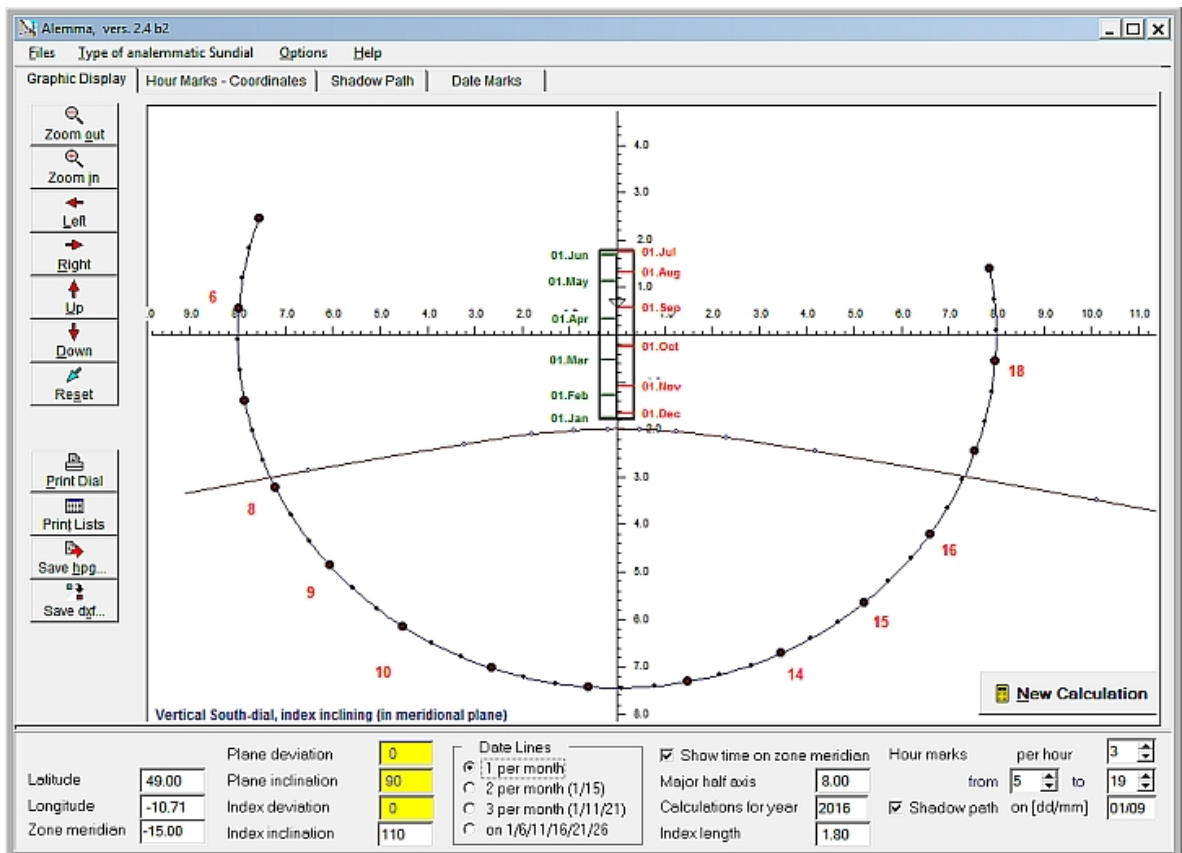 Alemma, vers. 2.4 b2
Files Type of analemmatic Sundial Options Help
Graphic Display Hour Marks - Coordinates Shadow Path Date Marks
Zoom out
Zoom in
Left
Right
Up
Down
Reset
Print Dial
Print Lists
Save hpg...
Save dxf...
4.0
3.0
2.0
01.Jun 01.Jul
01.Aug
01.May 1.0
6 01.Sep
.0 9.0 8.0 7.0 6.0 5.0 4.0 3.0 2.0 01.Apr 1.0 2.0 3.0 4.0 5.0 6.0 7.0 8.0 9.0 10.0 11.0
01.Oct
01.Mar
18
01.Nov
01.Feb
01.Jan 01.Dec
2.0
3.0
8
4.0
16
5.0
9
15
6.0
10 7.0 14
8.0
New Calculation
Vertical South-dial, index inclining (in meridional plane)
Latitude 49.00
Longitude -10.71
Zone meridian -15.00
Plane deviation 0
Plane inclination 90
Index deviation 0
Index inclination 110
Date Lines
1 per month
2 per month (1/15)
3 per month (1/11/21)
on 1/6/11/16/21/26
Show time on zone meridian
Major half axis 8.00
Calculations for year 2016
Index length 1.80
Hour marks per hour 3
from 5 to 19
Shadow path on [dd/mm] 01/09